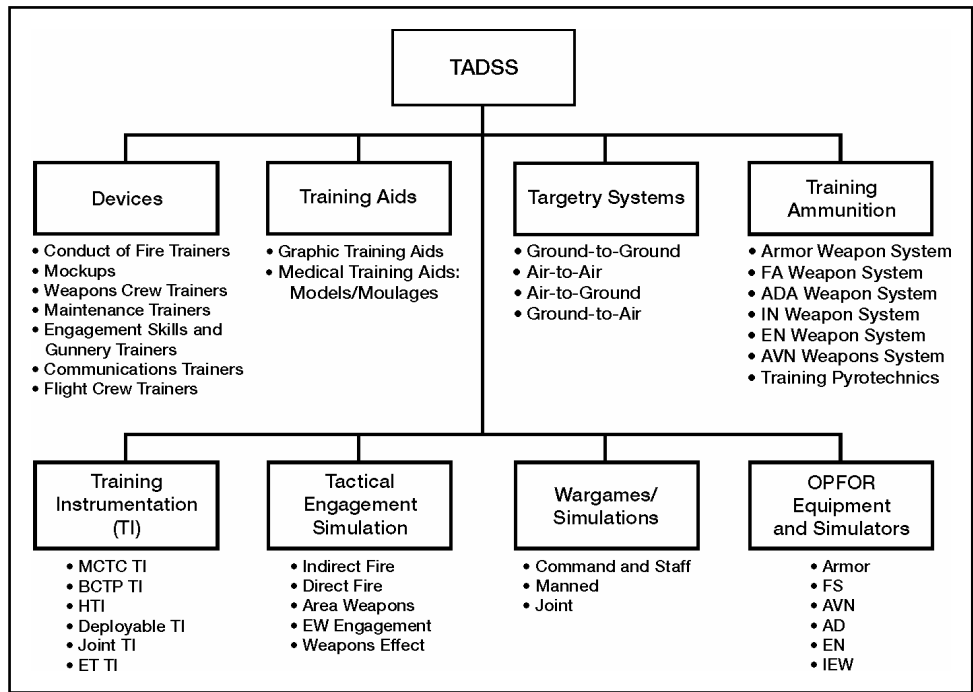 TADSS
Devices
• Conduct of Fire Trainers
• Mockups
• Weapons Crew Trainers
• Maintenance Trainers
• Engagement Skills and
Gunnery Trainers
• Communications Trainers
• Flight Crew Trainers
Training Aids
• Graphic Training Aids
• Medical Training Aids:
Models/Moulages
Targetry Systems
• Ground-to-Ground
• Air-to-Air
• Air-to-Ground
• Ground-to-Air
Training
Ammunition
• Armor Weapon System
• FA Weapon System
• ADA Weapon System
• IN Weapon System
• EN Weapon System
• AVN Weapons System
• Training Pyrotechnics
Training
Instrumentation
(TI)
• MCTC TI
• BCTP TI
• HTI
• Deployable TI
• Joint TI
• ET TI
Tactical
Engagement
Simulation
• Indirect Fire
• Direct Fire
• Area Weapons
• EW Engagement
• Weapons Effect
Wargames/
Simulations
• Command and Staff
• Manned
• Joint
OPFOR
Equipment
and Simulators
• Armor
• FS
• AVN
• AD
• EN
• IEW